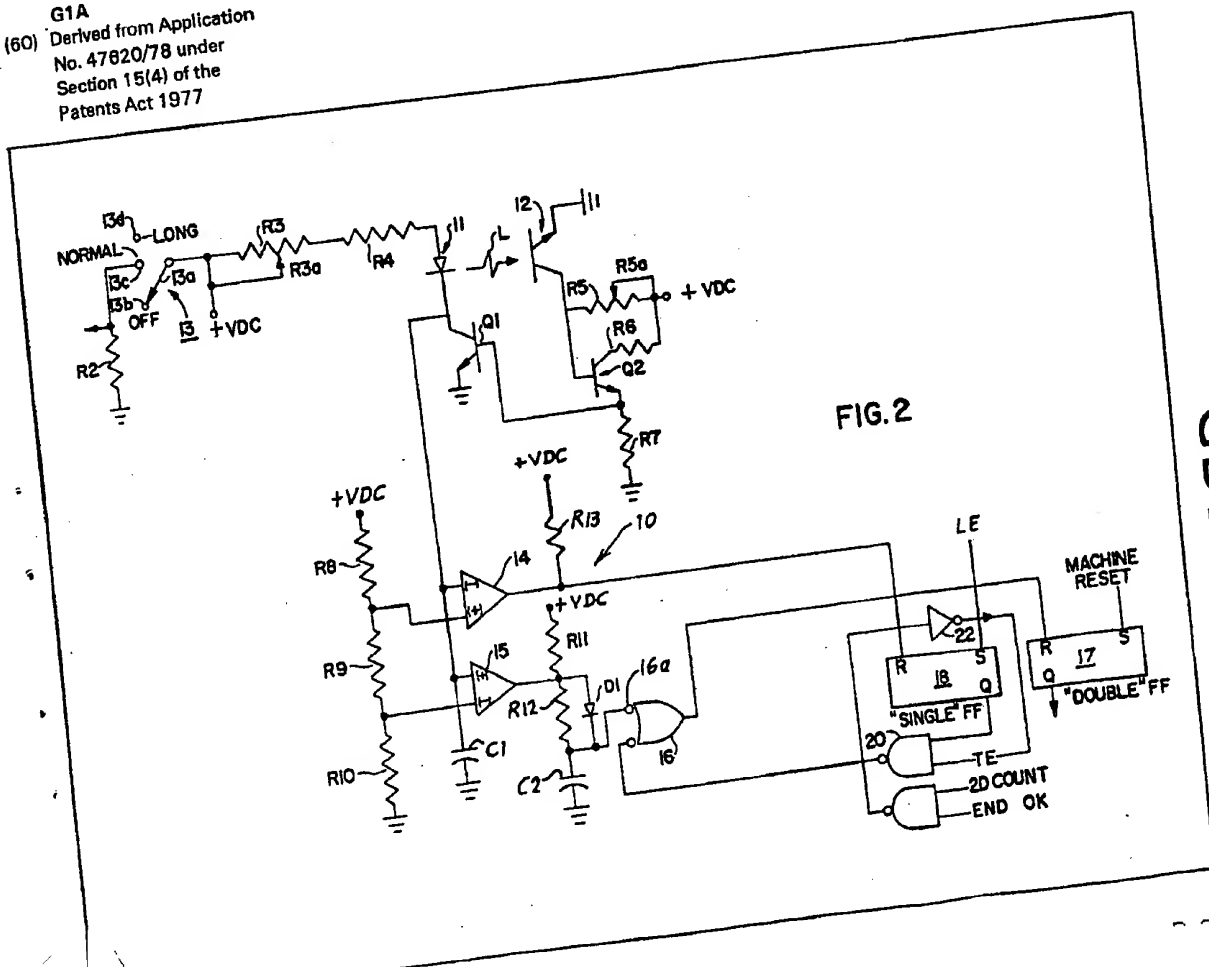 G1A
(60) Derived from Application
No. 47820/78 under
Section 15(4) of the
Patents Act 1977
13d
LONG
NORMAL
13c
13a
13b
OFF
13
+VDC
R2
R3
R3a
R4
11
L
12
R5a
R5
+VDC
R6
Q1
Q2
R7
FIG.2
+VDC
+VDC
R13
10
R8
14
+VDC
R11
R9
15
R12
D1
16a
16
R10
C1
C2
LE
MACHINE
RESET
22
R
S
18
Q
"SINGLE" FF
R
S
17
Q
"DOUBLE" FF
20
TE
2D COUNT
END OK